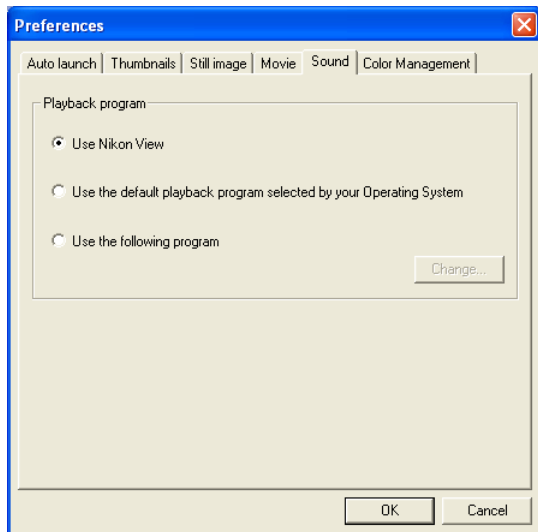 Preferences
Auto launch Thumbnails Still image Movie Sound Color Management
Playback program
Use Nikon View
Use the default playback program selected by your Operating System
Use the following program
Change...
OK Cancel